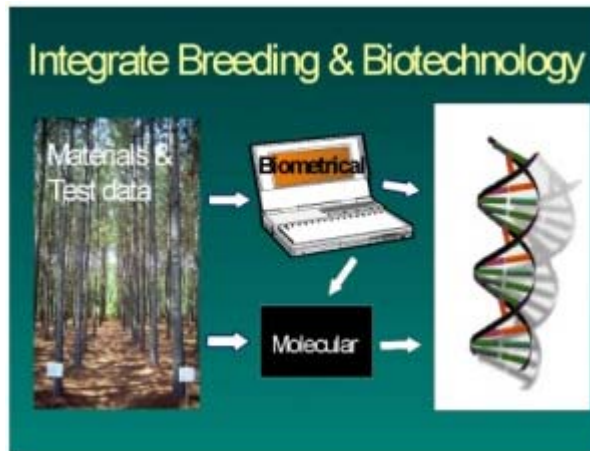 Integrate Breeding & Biotechnology
Materials &
Test data
Biometrical
Molecular